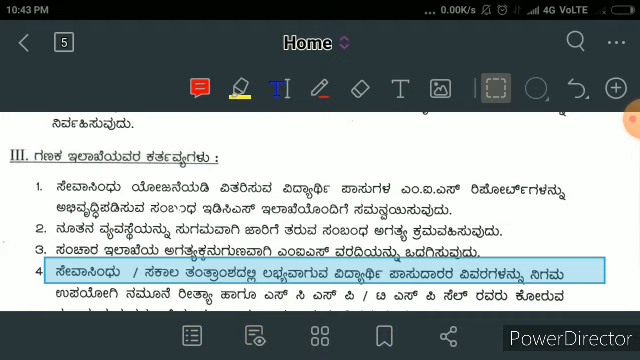 10:43 PM ... 0.00K/s 4G VoLTE
5 Home
T T
ನಿರ್ವಹಿಸುವುದು.
III. ಗಣಕ ಇಲಾಖೆಯವರ ಕರ್ತವ್ಯಗಳು :
1. ಸೇವಾಸಿಂಧು ಯೋಜನೆಯಡಿ ವಿತರಿಸುವ ವಿದ್ಯಾರ್ಥಿ ಪಾಸುಗಳ ಎಂ.ಐ.ಎಸ್ ರಿಪೋರ್ಟ್‌ಗಳನ್ನು
ಅಭಿವೃದ್ಧಿಪಡಿಸುವ ಸಂಬಂಧ ಇಡಿಸಿಎಸ್ ಇಲಾಖೆಯೊಂದಿಗೆ ಸಮನ್ವಯಿಸುವುದು.
2. ನೂತನ ವ್ಯವಸ್ಥೆಯನ್ನು ಸುಗಮವಾಗಿ ಜಾರಿಗೆ ತರುವ ಸಂಬಂಧ ಅಗತ್ಯ ಕ್ರಮವಹಿಸುವುದು.
3. ಸಂಚಾರ ಇಲಾಖೆಯ ಅಗತ್ಯಕ್ಕನುಗುಣವಾಗಿ ಎಂಐಎಸ್ ವರದಿಯನ್ನು ಒದಗಿಸುವುದು.
4 ಸೇವಾಸಿಂಧು / ಸಕಾಲ ತಂತ್ರಾಂಶದಲ್ಲಿ ಲಭ್ಯವಾಗುವ ವಿದ್ಯಾರ್ಥಿ ಪಾಸುದಾರರ ವಿವರಗಳನ್ನು ನಿಗಮ
ಉಪಯೋಗಿ ನಮೂನೆ ರೀತ್ಯಾ ಹಾಗೂ ಎಸ್ ಸಿ ಎಸ್ ಪಿ / ಟಿ ಎಸ್ ಪಿ ಸೆಲ್ ರವರು ಕೋರುವ
PowerDirector